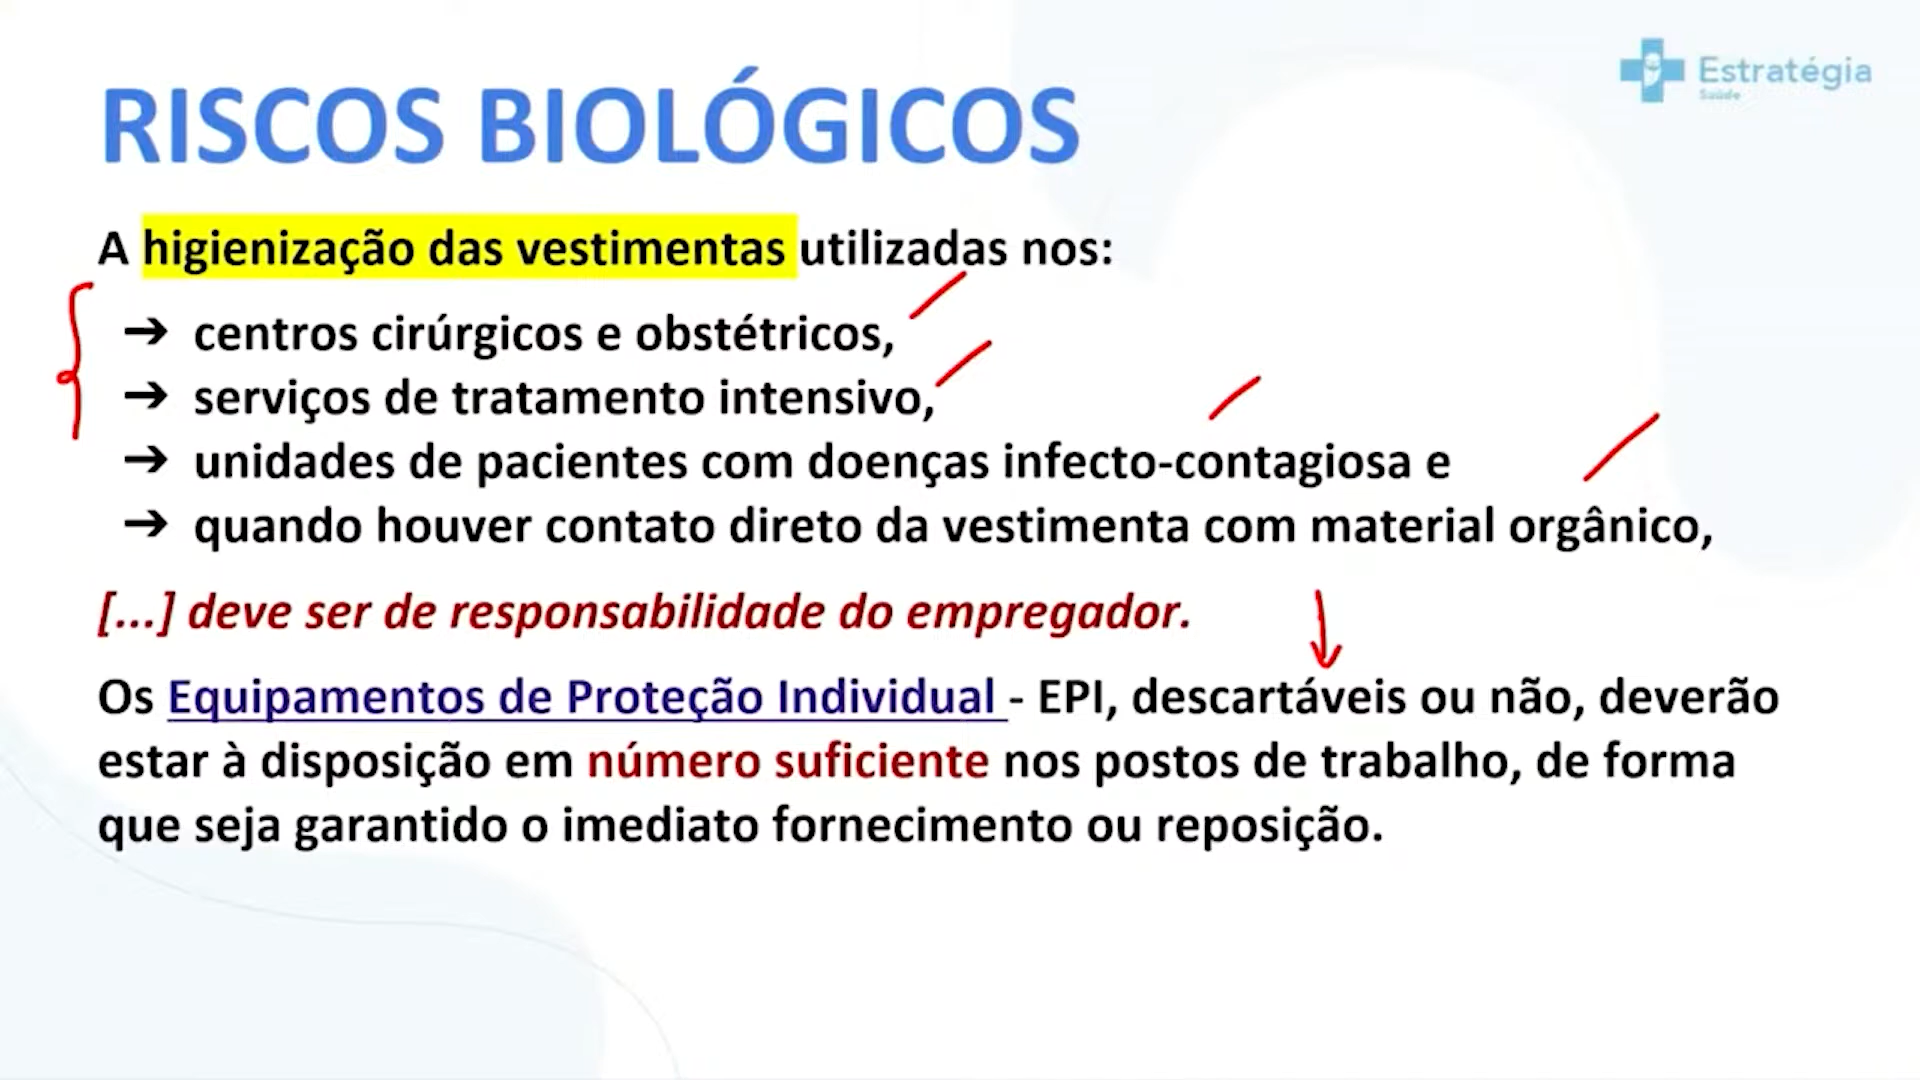 Estratégia
Saúde
RISCOS BIOLÓGICOS
A higienização das vestimentas utilizadas nos:
➔ centros cirúrgicos e obstétricos,
➔ serviços de tratamento intensivo,
➔ unidades de pacientes com doenças infecto-contagiosa e
➔ quando houver contato direto da vestimenta com material orgânico,
[...] deve ser de responsabilidade do empregador.
Os Equipamentos de Proteção Individual - EPI, descartáveis ou não, deverão
estar à disposição em número suficiente nos postos de trabalho, de forma
que seja garantido o imediato fornecimento ou reposição.